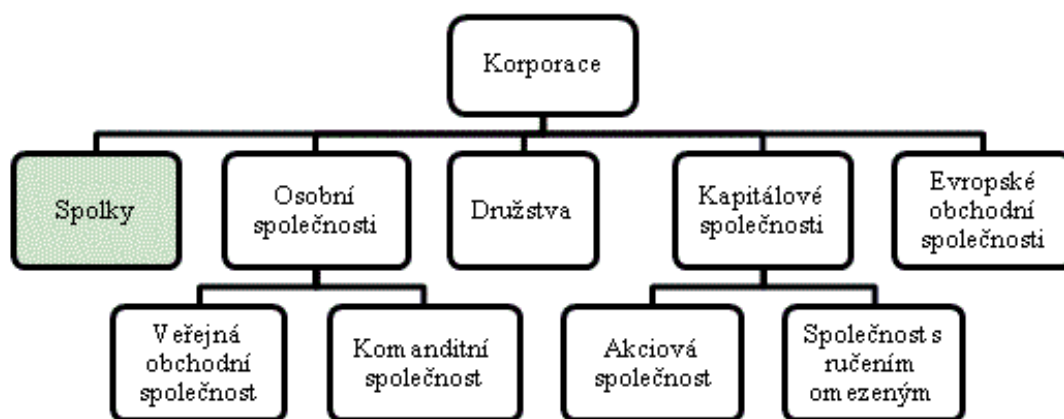 Korporace
Spolky
Osobní
společnosti
Družstva
Kapitálové
společnosti
Evropské
obchodní
společnosti
Veřejná
obchodní
společnost
Komanditní
společnost
Akciová
společnost
Společnost s
ručením
omezeným